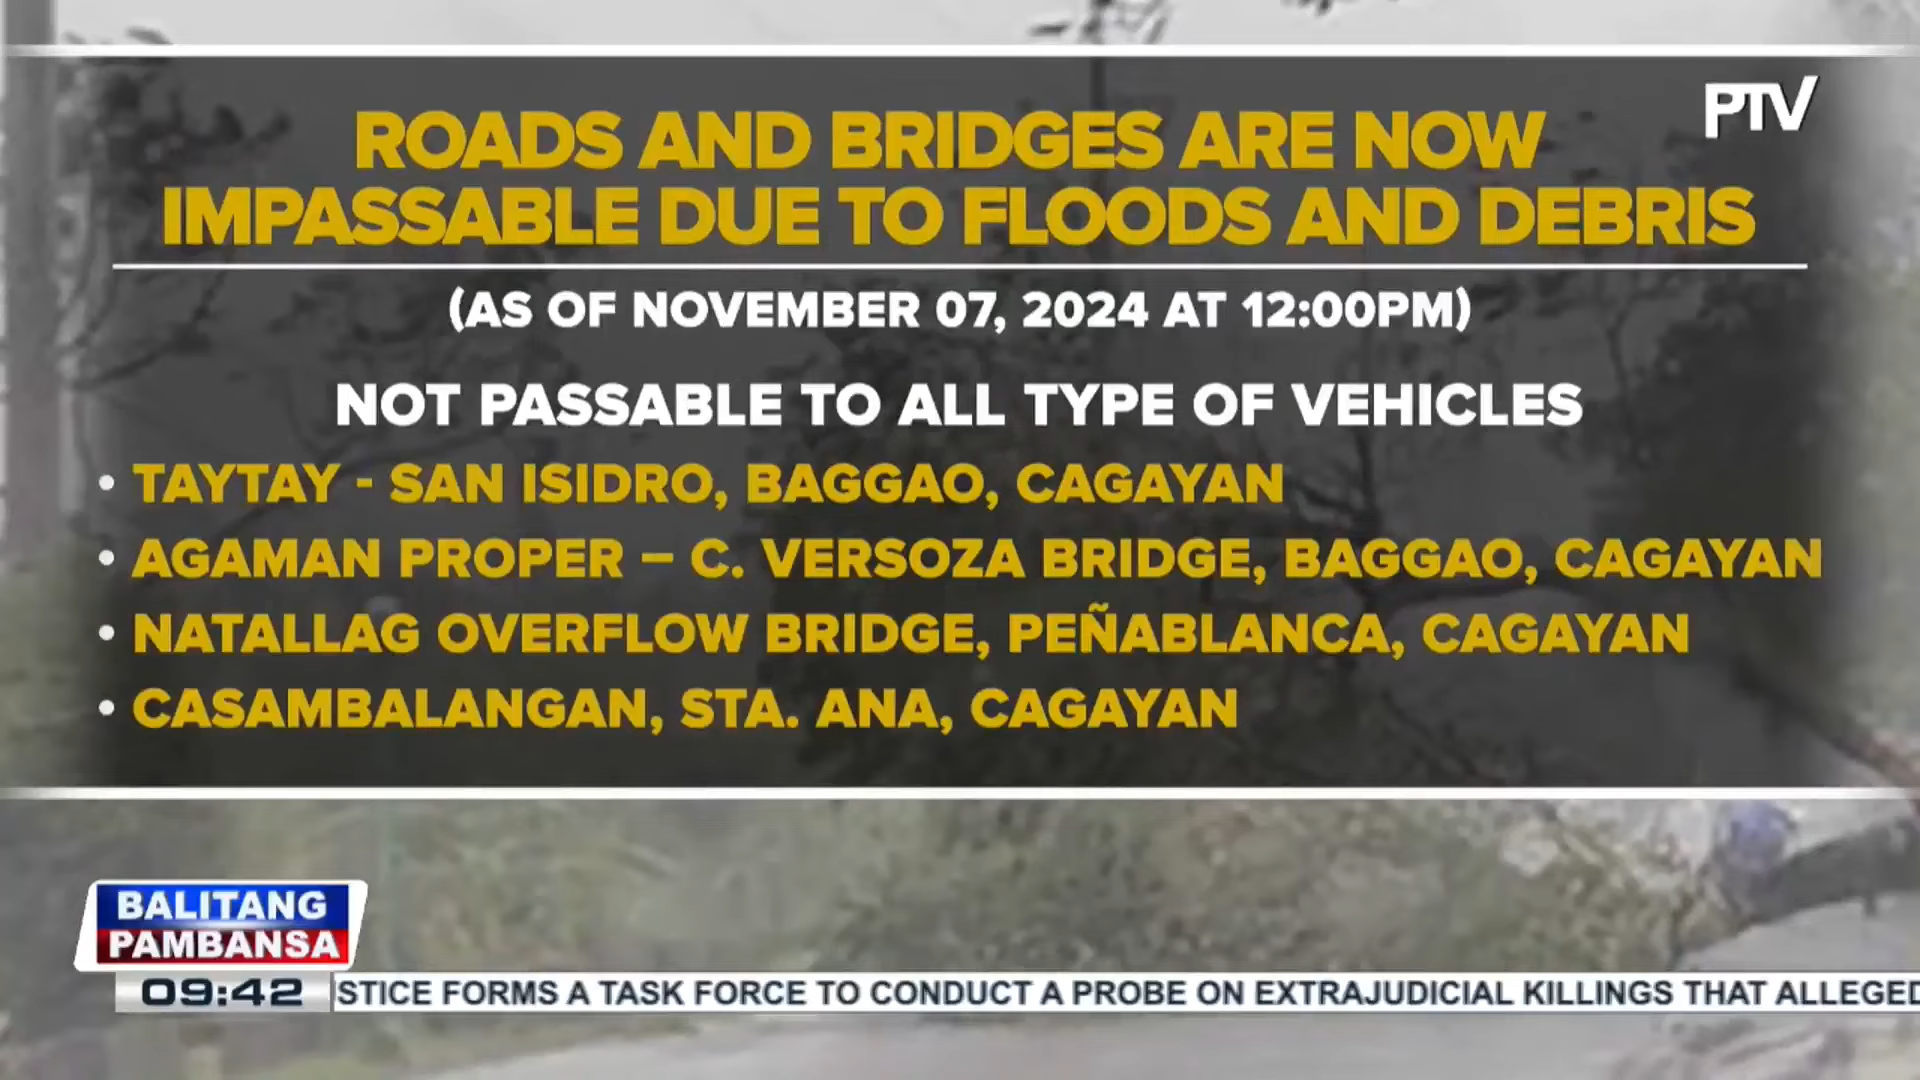 PTV
ROADS AND BRIDGES ARE NOW
IMPASSABLE DUE TO FLOODS AND DEBRIS
(AS OF NOVEMBER 07, 2024 AT 12:00PM)
NOT PASSABLE TO ALL TYPE OF VEHICLES
• TAYTAY - SAN ISIDRO, BAGGAO, CAGAYAN
• AGAMAN PROPER – C. VERSOZA BRIDGE, BAGGAO, CAGAYAN
• NATALLAG OVERFLOW BRIDGE, PEÑABLANCA, CAGAYAN
• CASAMBALANGAN, STA. ANA, CAGAYAN
BALITANG
PAMBANSA
09:42 STICE FORMS A TASK FORCE TO CONDUCT A PROBE ON EXTRAJUDICIAL KILLINGS THAT ALLEGED